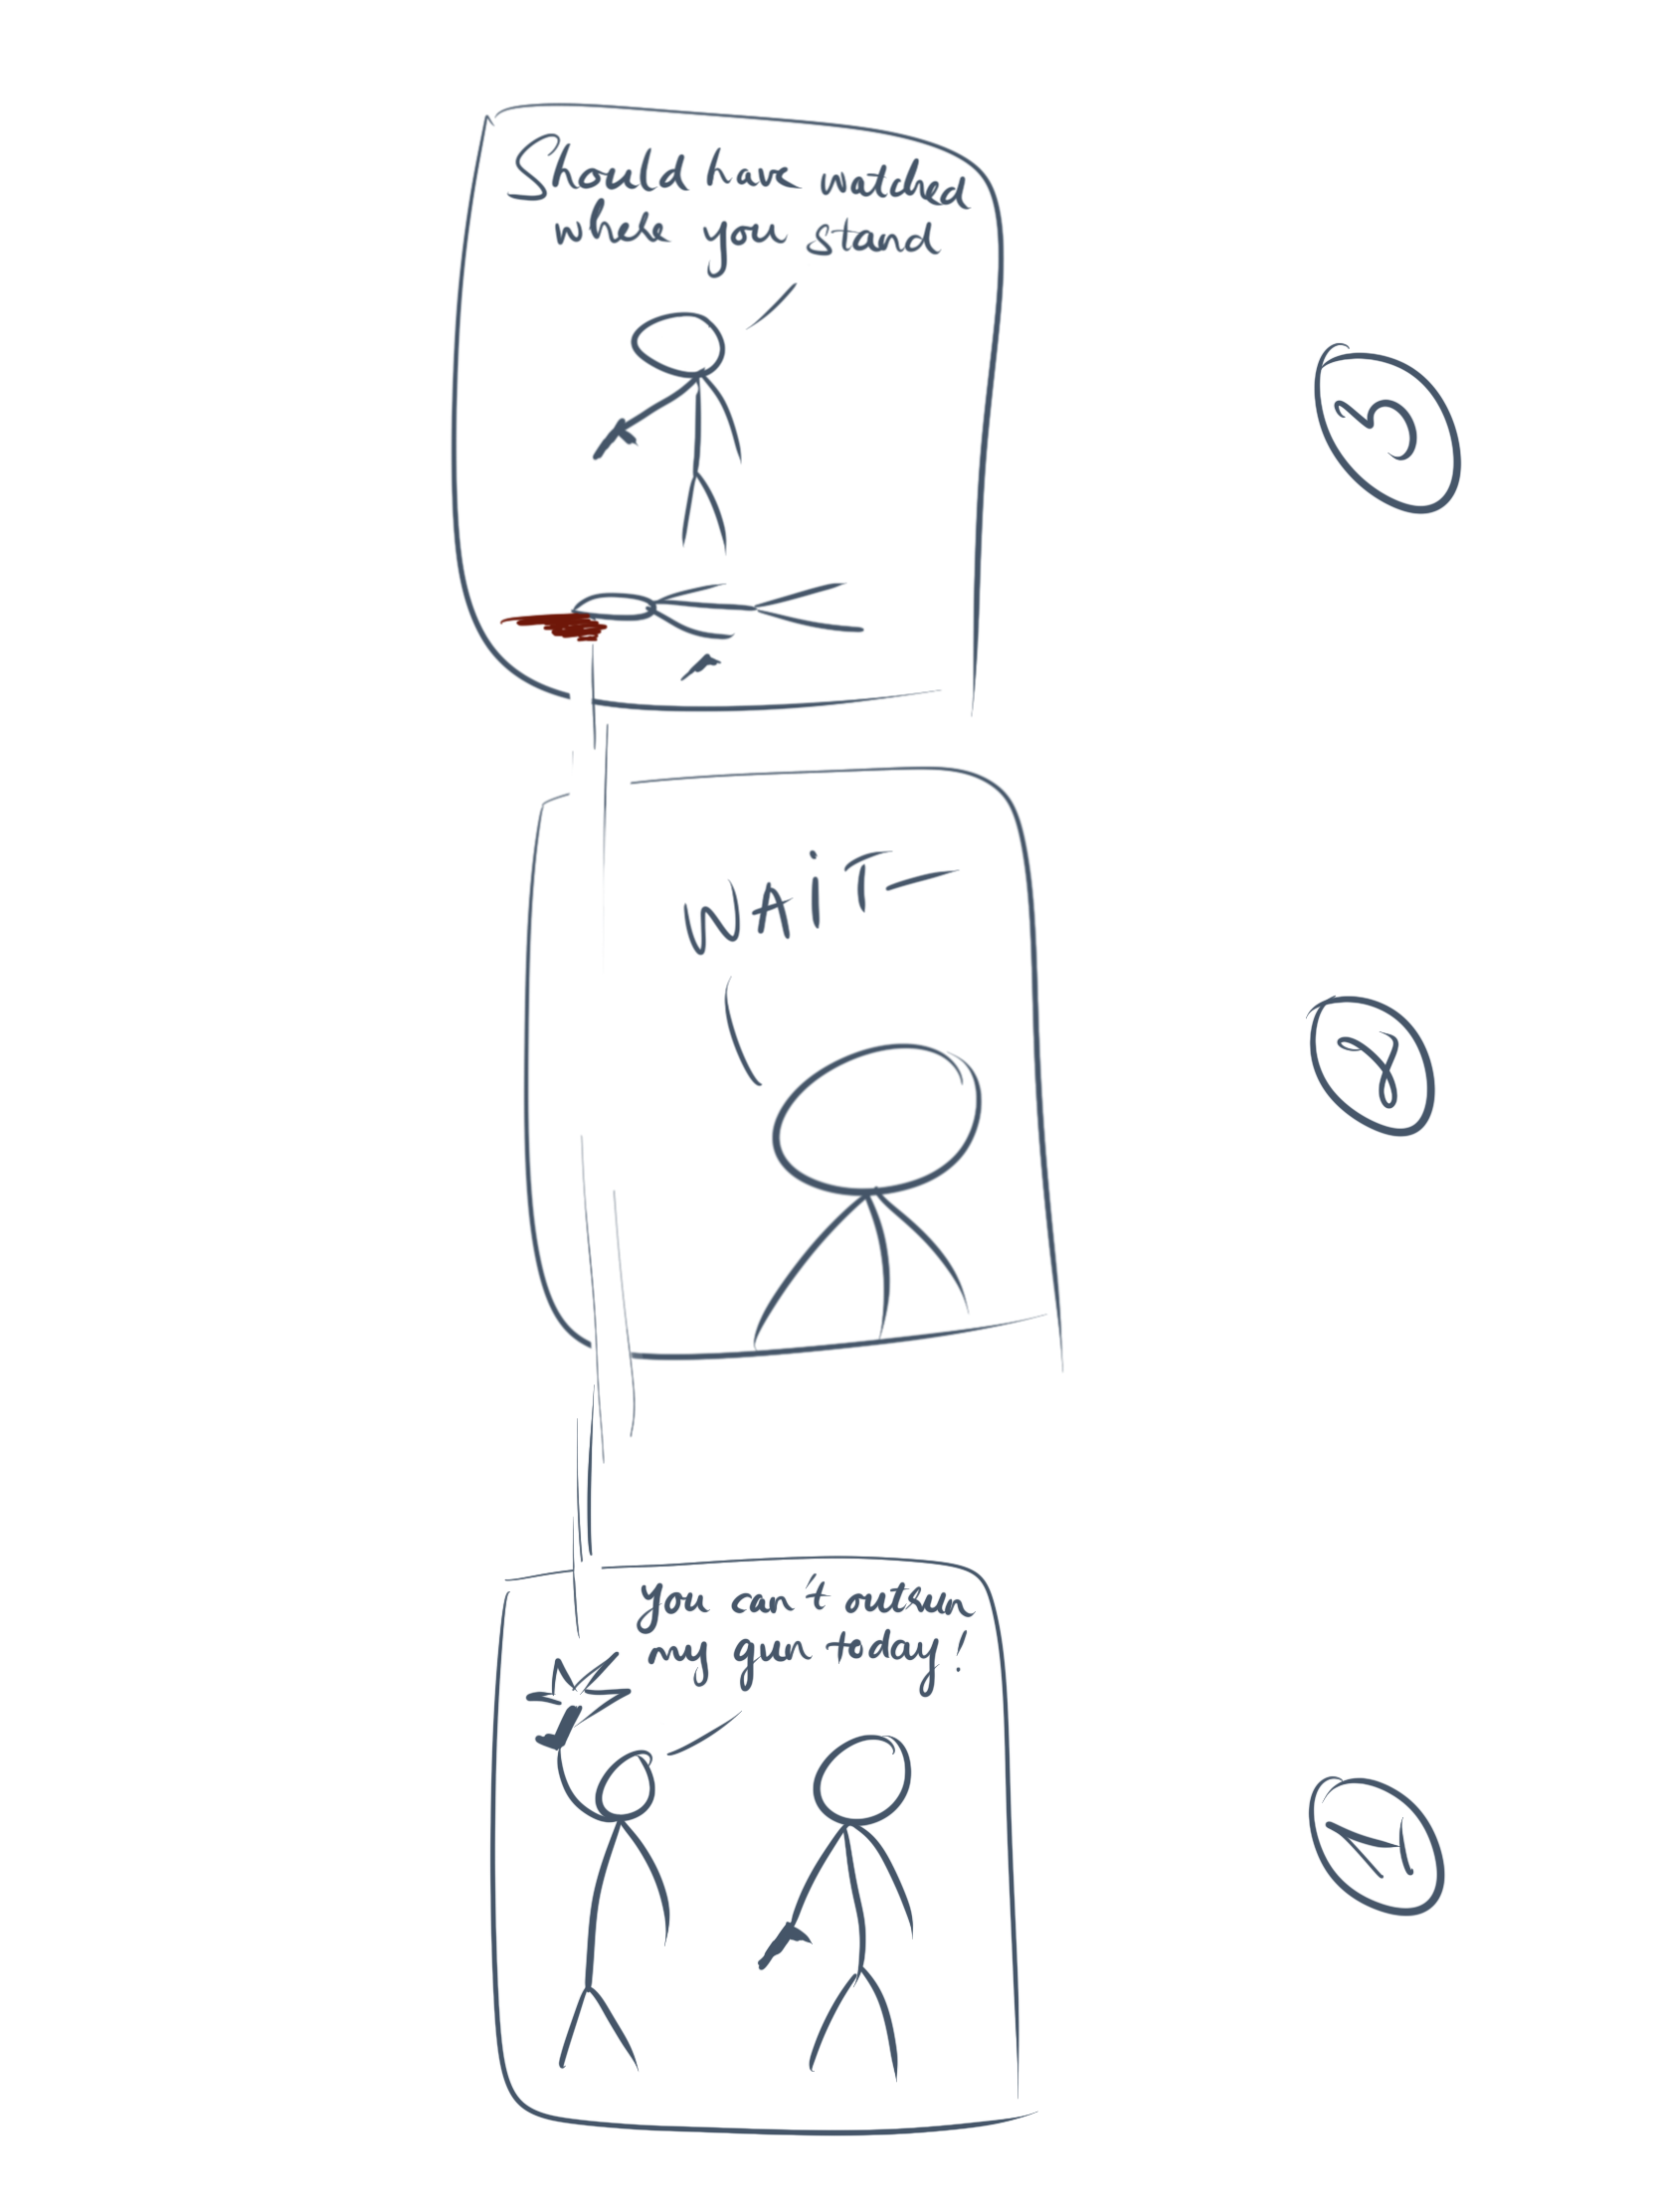 Should have watched
where you stand
3
WAiT—
2
You can't outrun
my gun today!
1